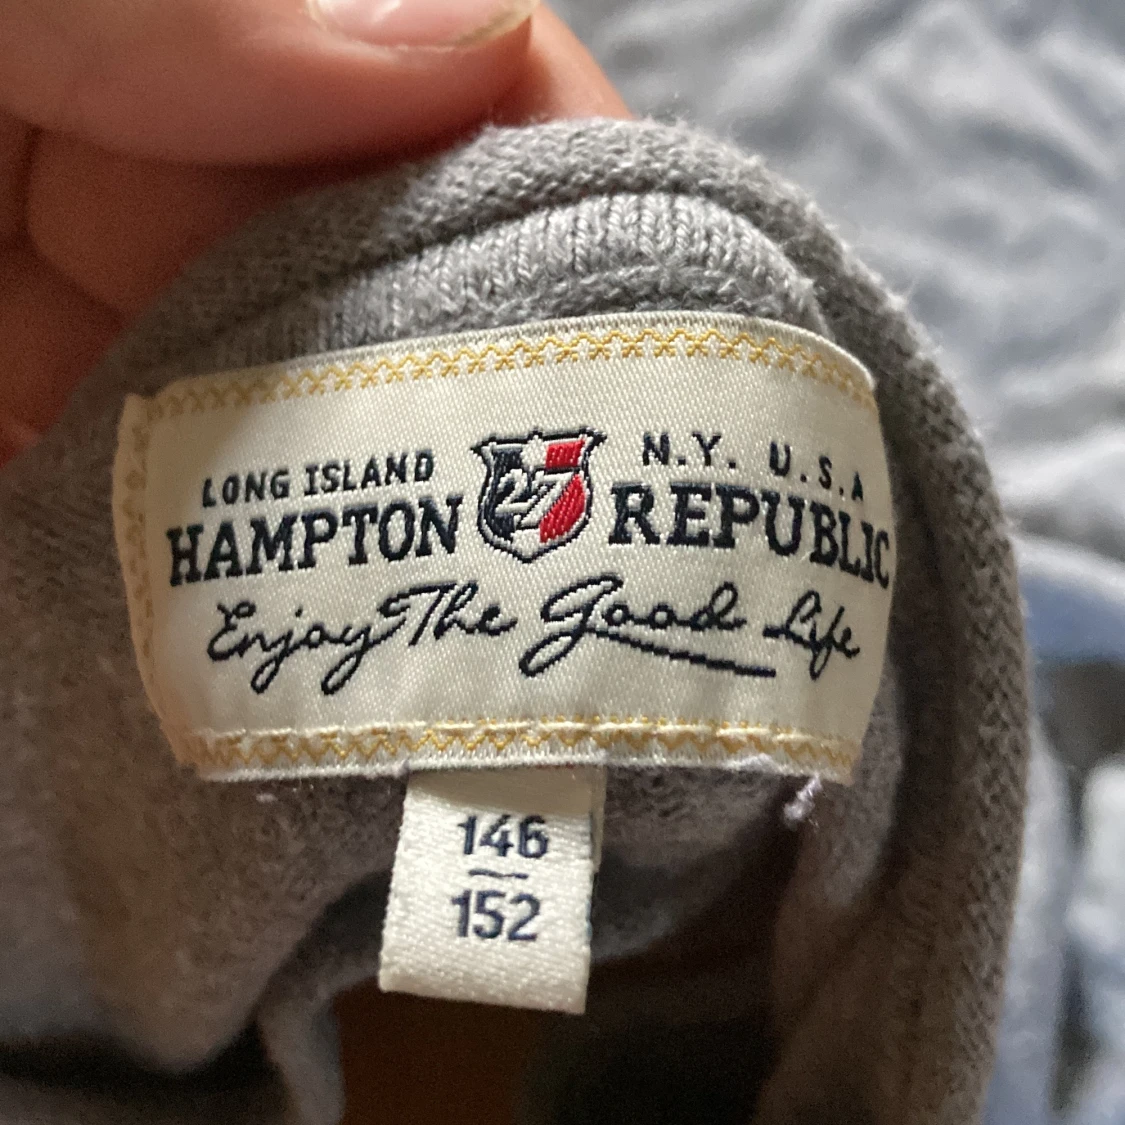 LONG ISLAND N.Y. U.S.A
HAMPTON 27 REPUBLIC
Enjoy The Good Life
146
152